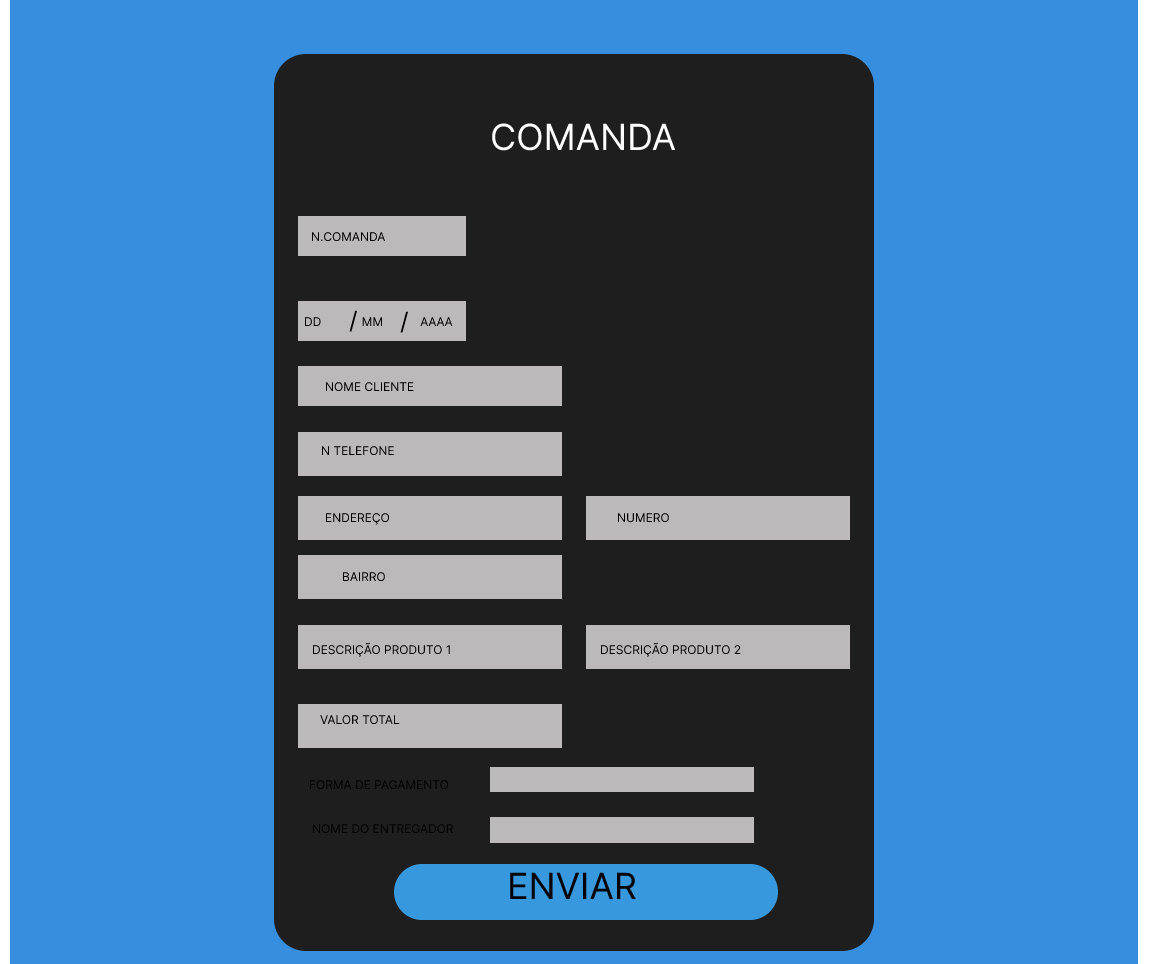 COMANDA
N.COMANDA
DD / MM / AAAA
NOME CLIENTE
N TELEFONE
ENDEREÇO NUMERO
BAIRRO
DESCRIÇÃO PRODUTO 1 DESCRIÇÃO PRODUTO 2
VALOR TOTAL
FORMA DE PAGAMENTO
NOME DO ENTREGADOR
ENVIAR